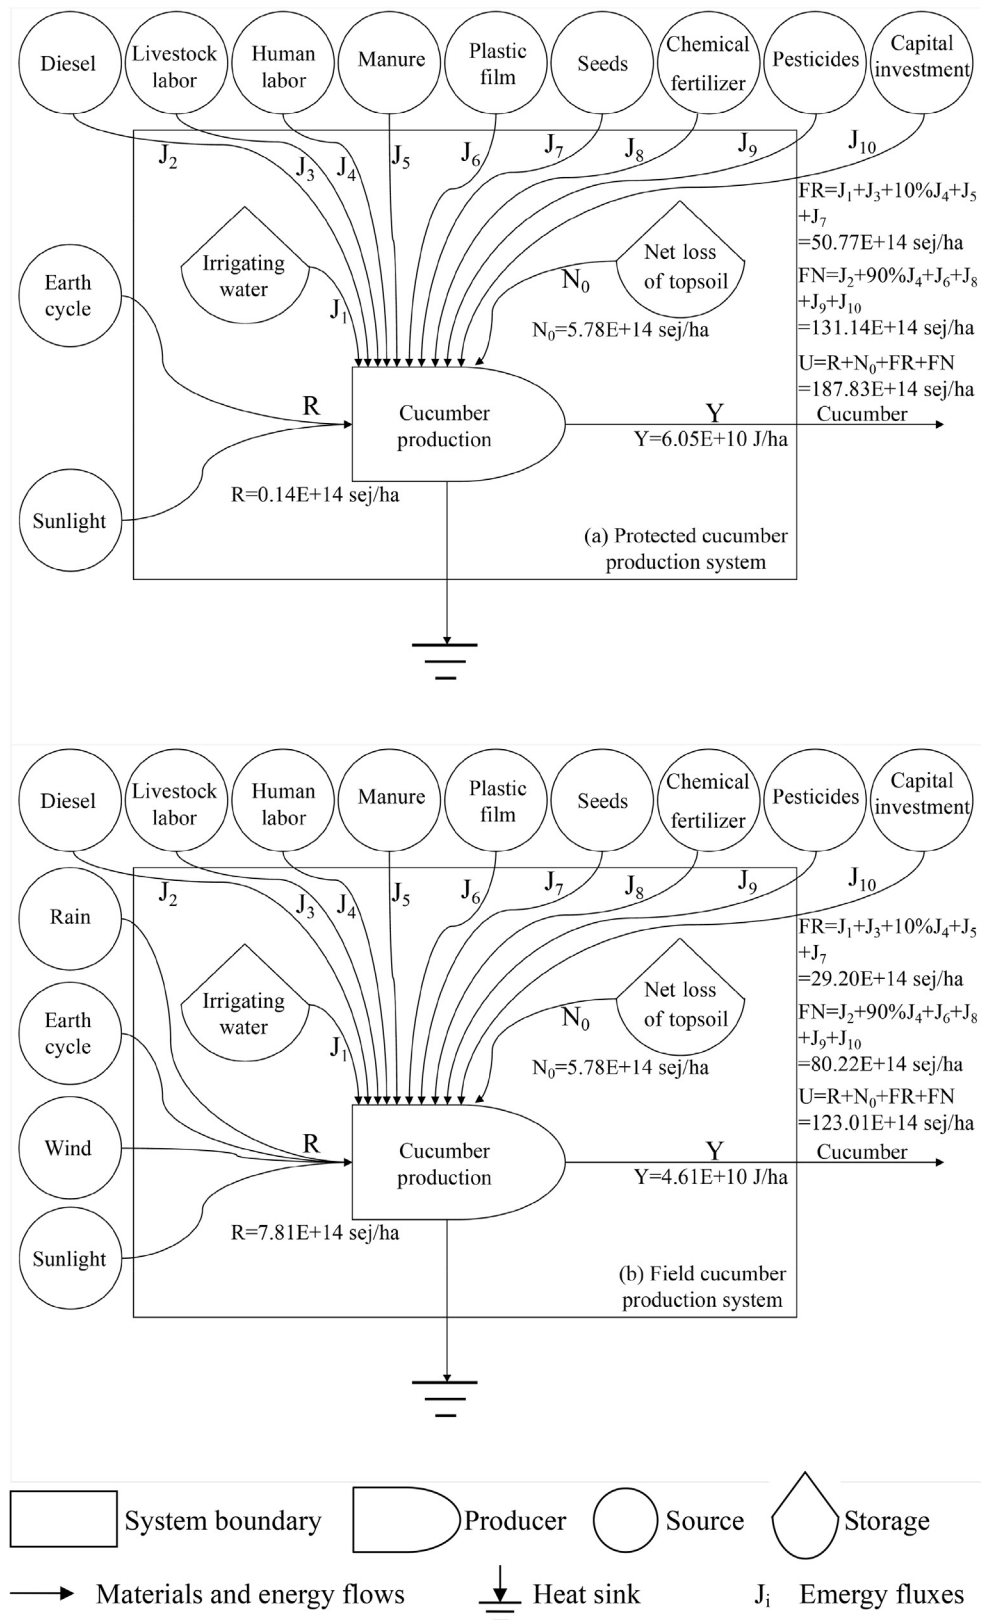 Diesel
Livestock
labor
Human
labor
Manure
Plastic
film
Seeds
Chemical
fertilizer
Pesticides
Capital
investment
J2
J3
J4
J5
J6
J7
J8
J9
J10
FR=J1+J3+10%J4+J5
+J7
=50.77E+14 sej/ha
FN=J2+90%J4+J6+J8
+J9+J10
=131.14E+14 sej/ha
U=R+N0+FR+FN
=187.83E+14 sej/ha
Irrigating
water
J1
Net loss
of topsoil
N0
N0=5.78E+14 sej/ha
Earth
cycle
R
Cucumber
production
Y
Cucumber
Y=6.05E+10 J/ha
R=0.14E+14 sej/ha
Sunlight
(a) Protected cucumber
production system
Diesel
Livestock
labor
Human
labor
Manure
Plastic
film
Seeds
Chemical
fertilizer
Pesticides
Capital
investment
J2
J3
J4
J5
J6
J7
J8
J9
J10
Rain
FR=J1+J3+10%J4+J5
+J7
=29.20E+14 sej/ha
FN=J2+90%J4+J6+J8
+J9+J10
=80.22E+14 sej/ha
U=R+N0+FR+FN
=123.01E+14 sej/ha
Irrigating
water
J1
Net loss
of topsoil
N0
N0=5.78E+14 sej/ha
Earth
cycle
Wind
R
Cucumber
production
Y
Cucumber
Y=4.61E+10 J/ha
R=7.81E+14 sej/ha
Sunlight
(b) Field cucumber
production system
System boundary
Producer
Source
Storage
Materials and energy flows
Heat sink
Ji Emergy fluxes